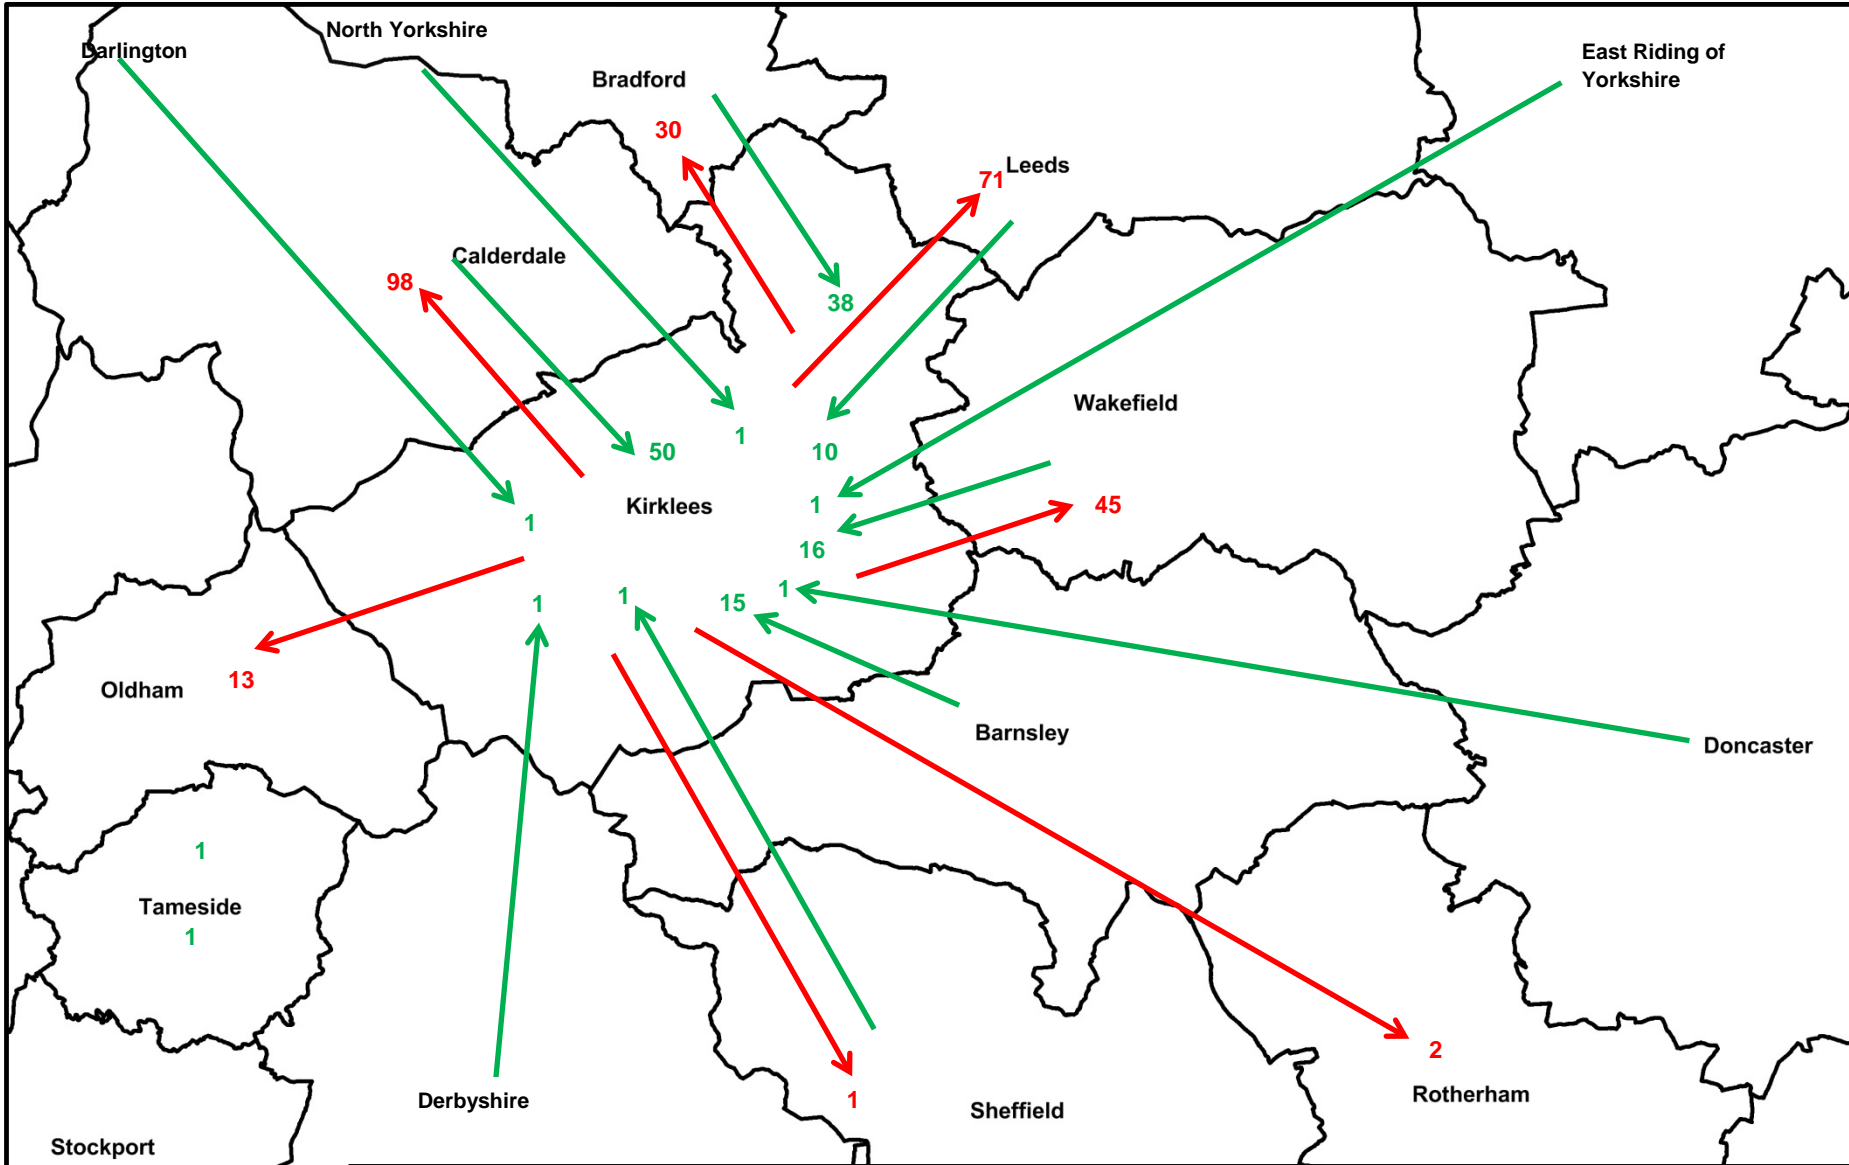 North Yorkshire
Darlington
East Riding of
Yorkshire
Bradford
30
Leeds
71
Calderdale
98
38
Wakefield
1
50
10
Kirklees
1
45
1
16
1
1
1
15
Oldham
13
Barnsley
Doncaster
1
Tameside
1
2
Rotherham
Derbyshire
1
Sheffield
Stockport